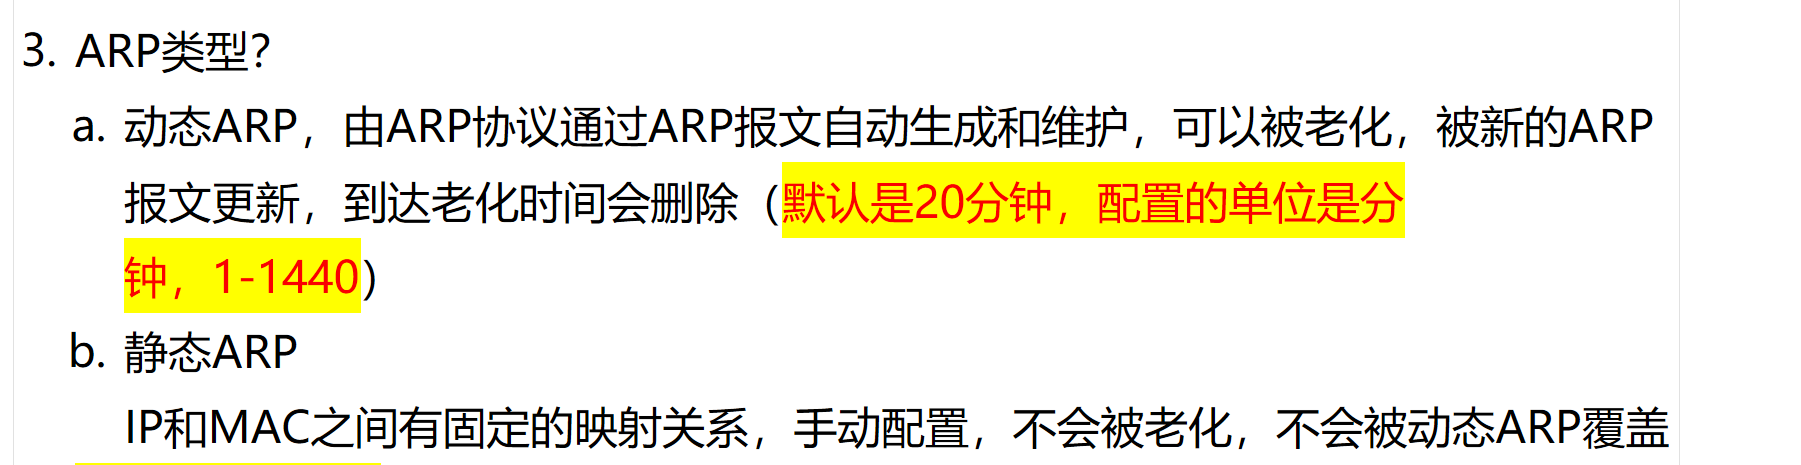 3. ARP类型？
a. 动态ARP，由ARP协议通过ARP报文自动生成和维护，可以被老化，被新的ARP
报文更新，到达老化时间会删除（默认是20分钟，配置的单位是分
钟，1-1440）
b. 静态ARP
IP和MAC之间有固定的映射关系，手动配置，不会被老化，不会被动态ARP覆盖